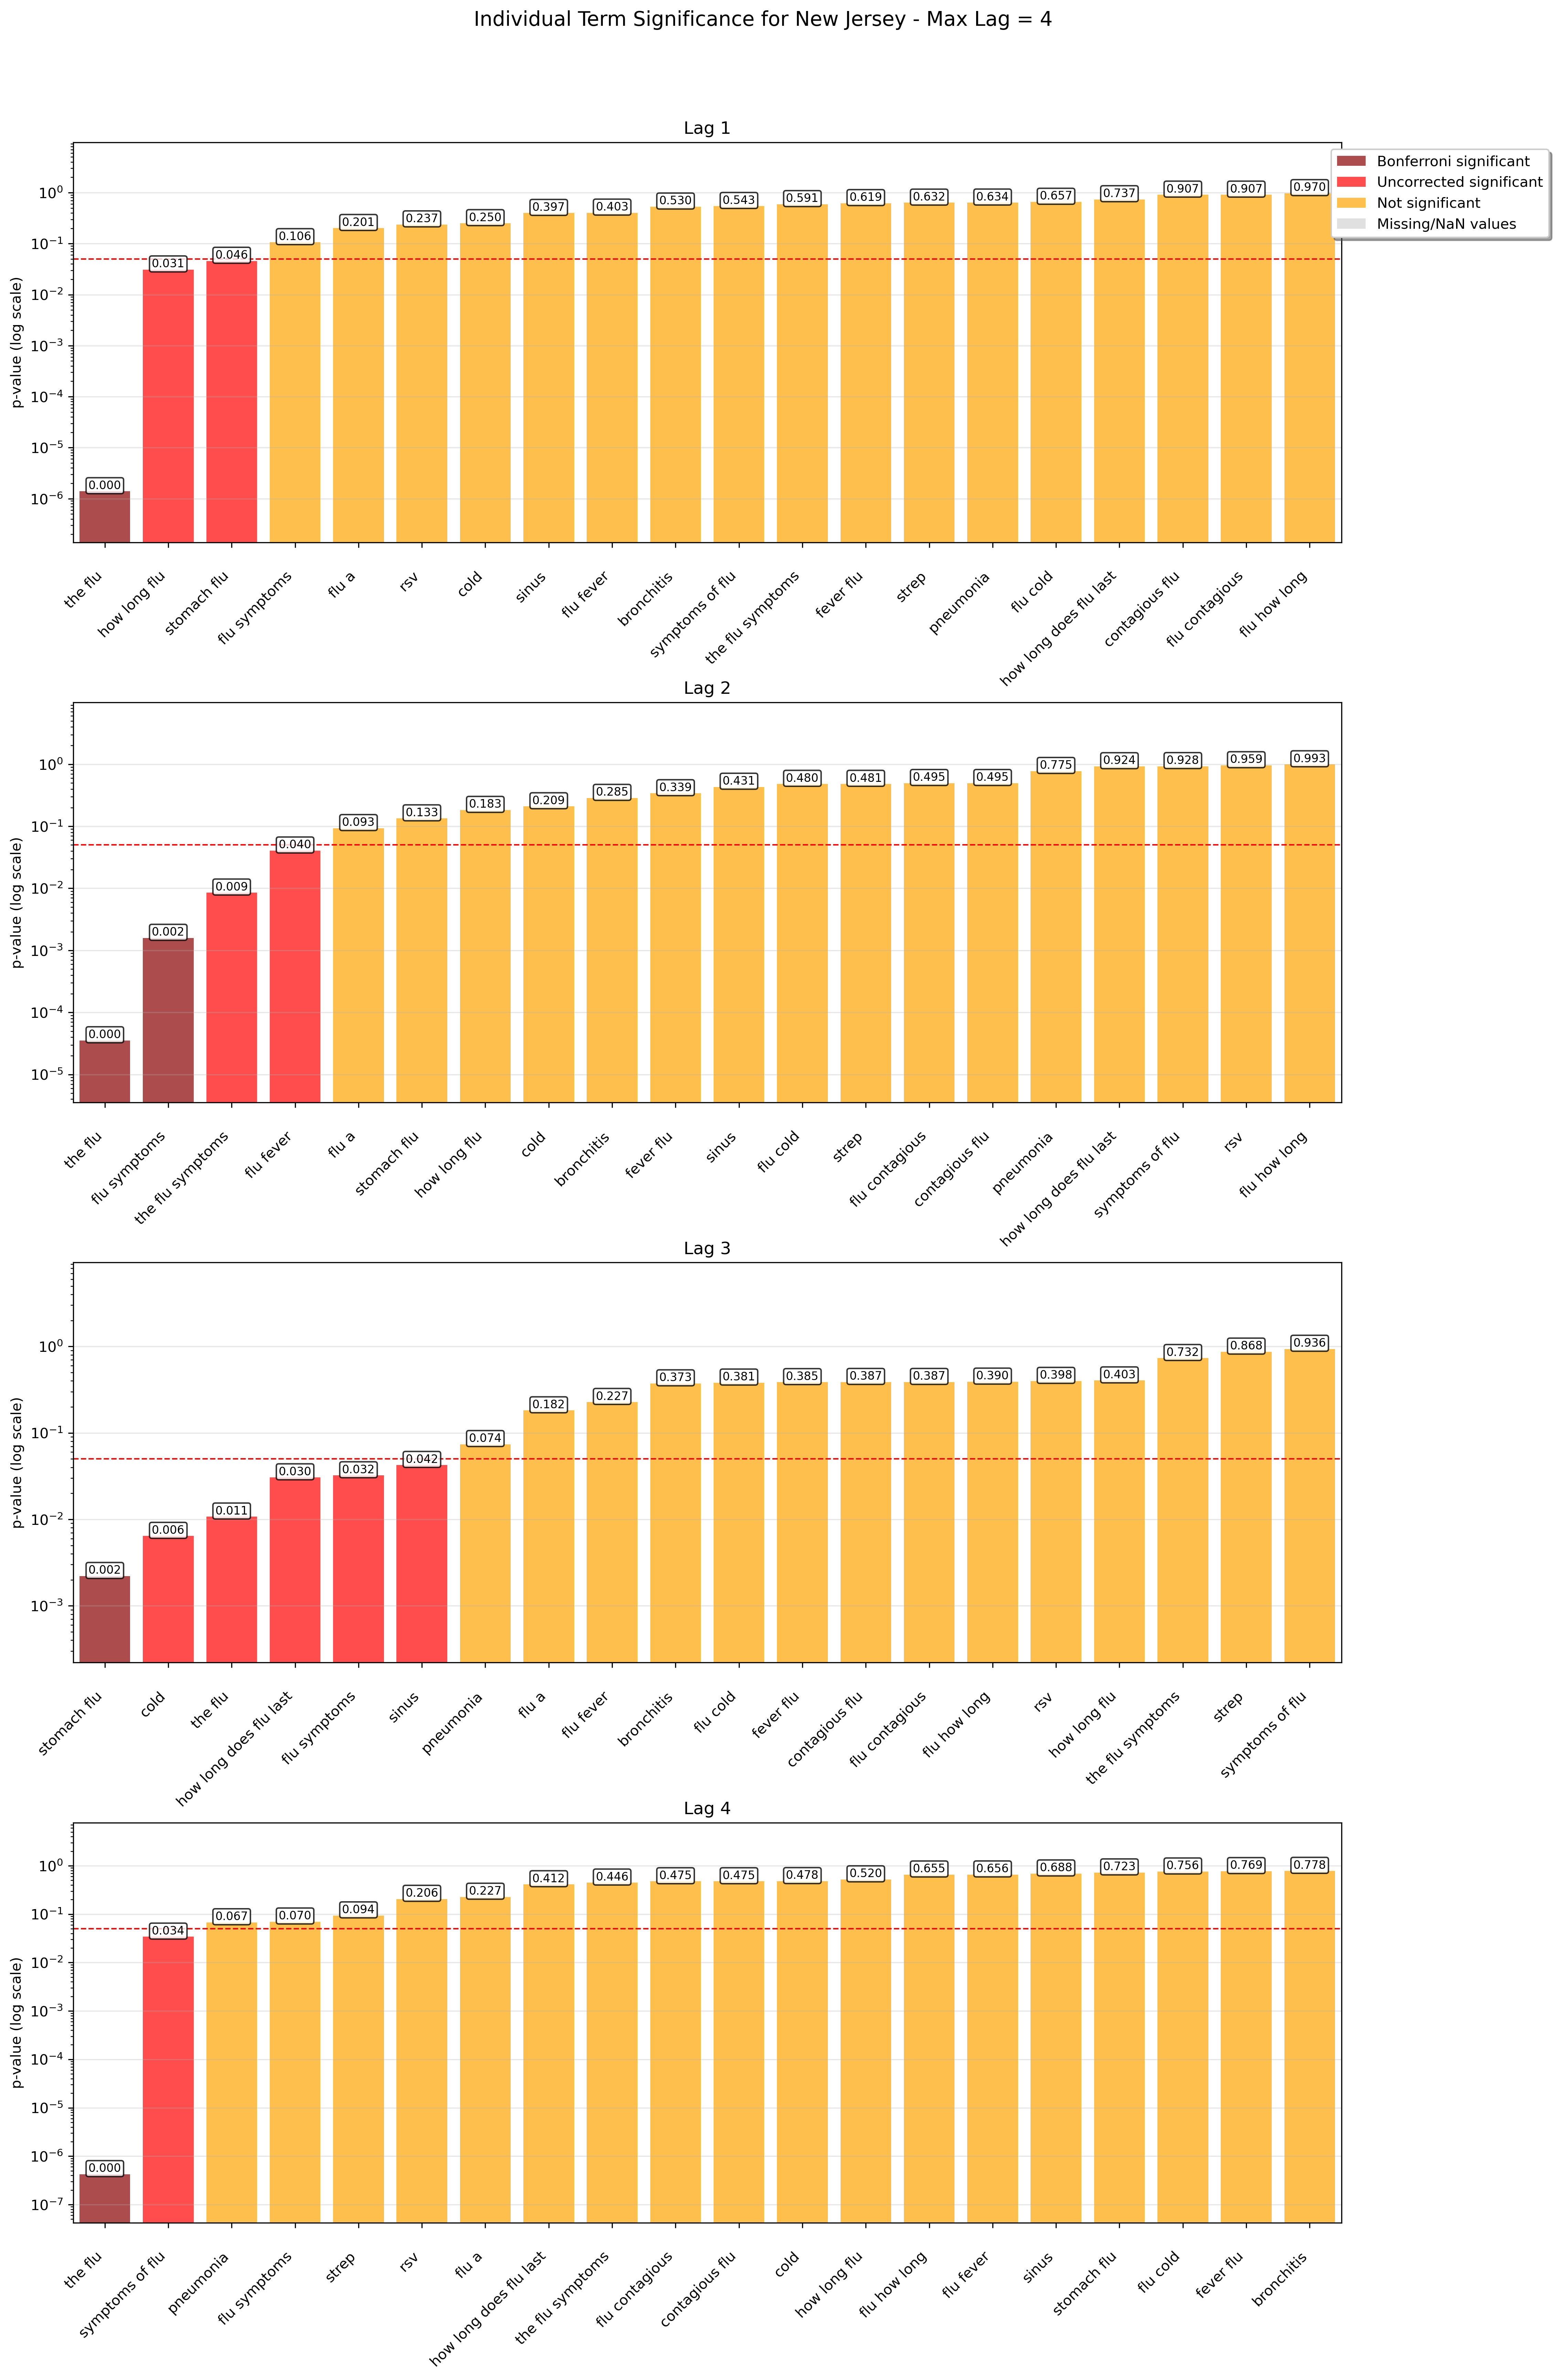 Individual Term Significance for New Jersey - Max Lag = 4
Lag 1
Bonferroni significant
Uncorrected significant
Not significant
Missing/NaN values
p-value (log scale)
10⁰
10⁻¹
10⁻²
10⁻³
10⁻⁴
10⁻⁵
10⁻⁶
0.000 0.031 0.046 0.106 0.201 0.237 0.250 0.397 0.403 0.530 0.543 0.591 0.619 0.632 0.634 0.657 0.737 0.907 0.907 0.970
the flu
how long flu
stomach flu
flu symptoms
flu a
rsv
cold
sinus
flu fever
bronchitis
symptoms of flu
the flu symptoms
fever flu
strep
pneumonia
flu cold
how long does flu last
contagious flu
flu contagious
flu how long
Lag 2
p-value (log scale)
10⁰
10⁻¹
10⁻²
10⁻³
10⁻⁴
10⁻⁵
0.000 0.002 0.009 0.040 0.093 0.133 0.183 0.209 0.285 0.339 0.431 0.480 0.481 0.495 0.495 0.775 0.924 0.928 0.959 0.993
the flu
flu symptoms
the flu symptoms
flu fever
flu a
stomach flu
how long flu
cold
bronchitis
fever flu
sinus
flu cold
strep
flu contagious
contagious flu
pneumonia
how long does flu last
symptoms of flu
rsv
flu how long
Lag 3
p-value (log scale)
10⁰
10⁻¹
10⁻²
10⁻³
0.002 0.006 0.011 0.030 0.032 0.042 0.074 0.182 0.227 0.373 0.381 0.385 0.387 0.387 0.390 0.398 0.403 0.732 0.868 0.936
stomach flu
cold
the flu
how long does flu last
flu symptoms
sinus
pneumonia
flu a
flu fever
bronchitis
flu cold
fever flu
contagious flu
flu contagious
flu how long
rsv
how long flu
the flu symptoms
strep
symptoms of flu
Lag 4
p-value (log scale)
10⁰
10⁻¹
10⁻²
10⁻³
10⁻⁴
10⁻⁵
10⁻⁶
10⁻⁷
0.000 0.034 0.067 0.070 0.094 0.206 0.227 0.412 0.446 0.475 0.475 0.478 0.520 0.655 0.656 0.688 0.723 0.756 0.769 0.778
the flu
symptoms of flu
pneumonia
flu symptoms
strep
rsv
flu a
how long does flu last
the flu symptoms
flu contagious
contagious flu
cold
how long flu
flu how long
flu fever
sinus
stomach flu
flu cold
fever flu
bronchitis